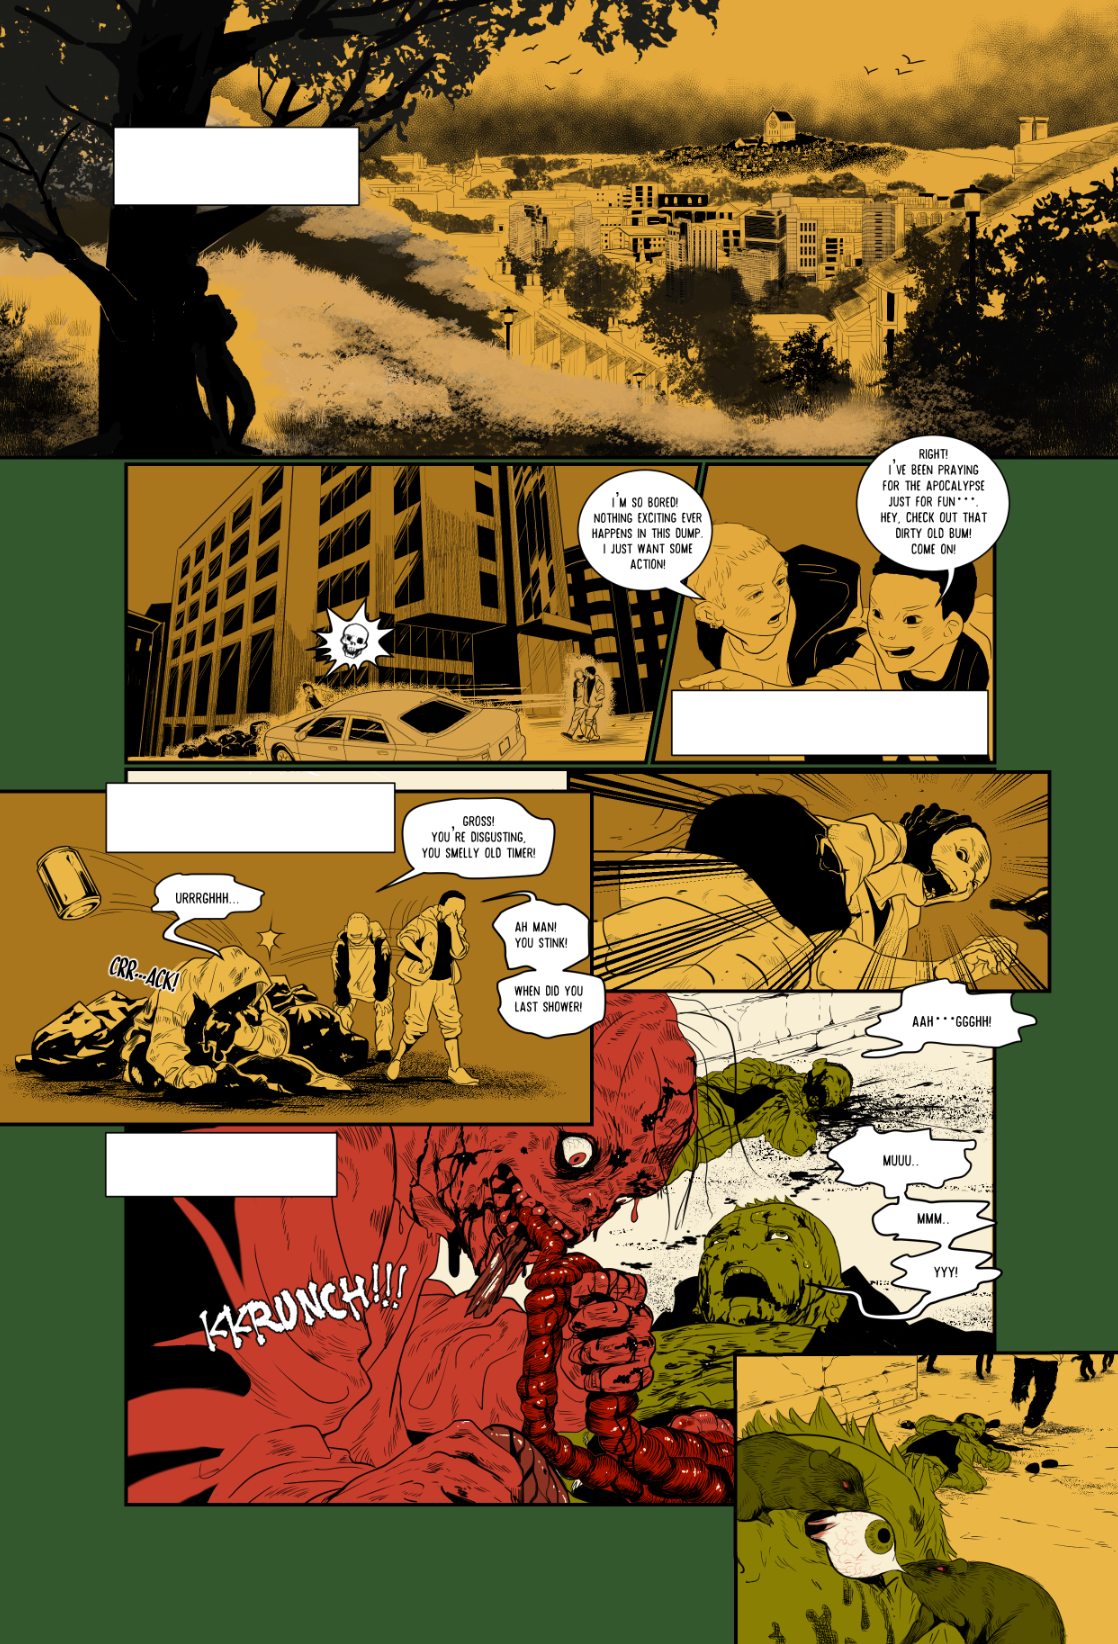 I'M SO BORED!
NOTHING EXCITING EVER
HAPPENS IN THIS DUMP.
I JUST WANT SOME
ACTION!
RIGHT!
I'VE BEEN PRAYING
FOR THE APOCALYPSE
JUST FOR FUN···.
HEY, CHECK OUT THAT
DIRTY OLD BUM!
COME ON!
GROSS!
YOU'RE DISGUSTING,
YOU SMELLY OLD TIMER!
URRRGHHH...
AH MAN!
YOU STINK!
WHEN DID YOU
LAST SHOWER!
CRR...ACK!
AAH···GGGHH!
MUUU..
MMM..
YYY!
KKRUNCH!!!